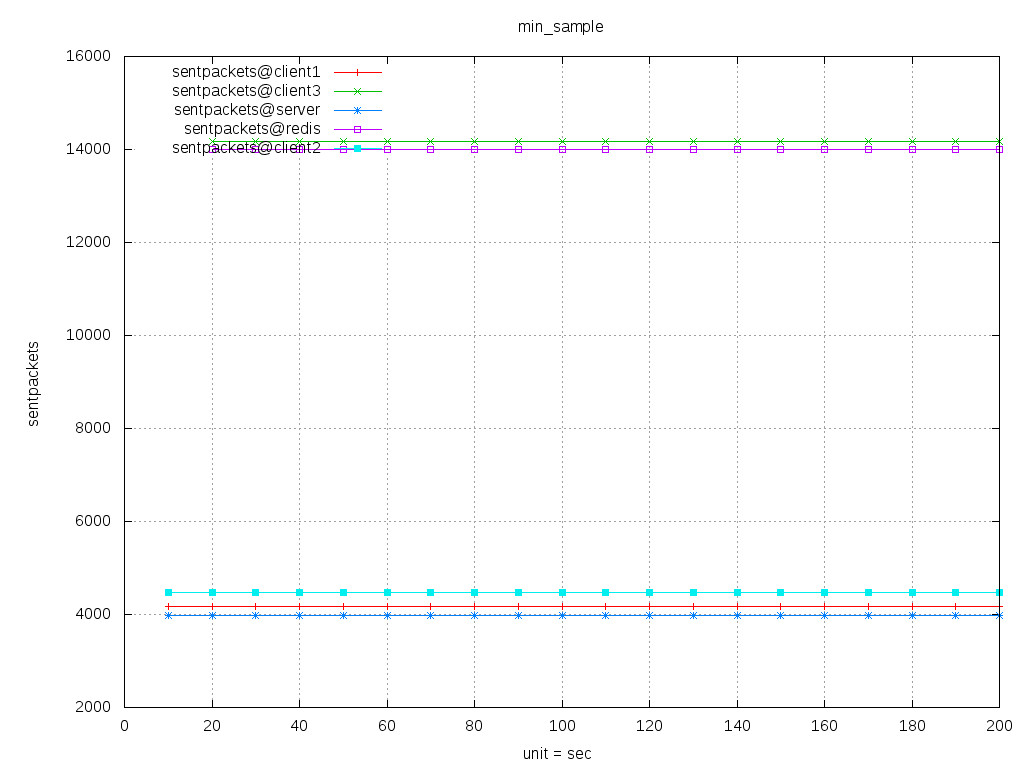 min_sample
16000
14000
12000
10000
8000
6000
4000
2000
sentpackets
sentpackets@client1
sentpackets@client3
sentpackets@server
sentpackets@redis
sentpackets@client2
0 20 40 60 80 100 120 140 160 180 200
unit = sec